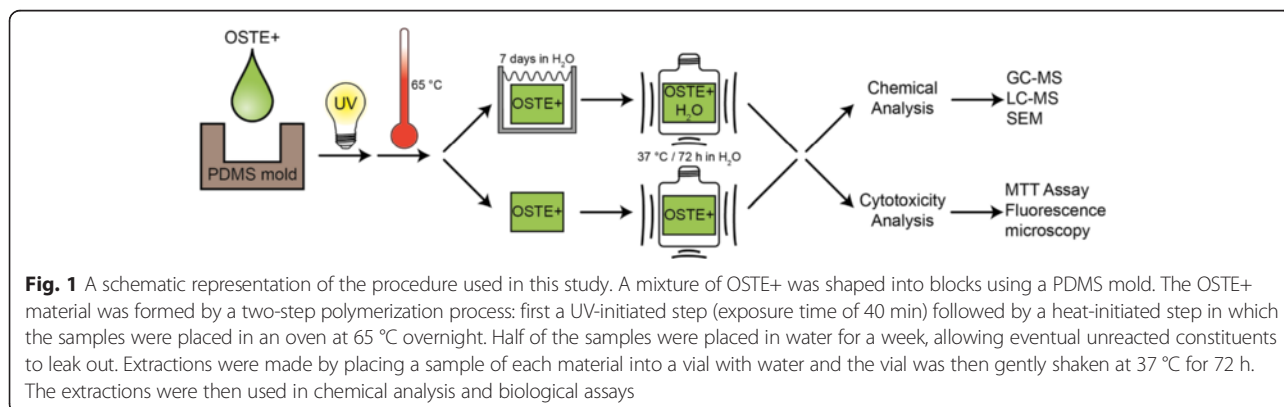 OSTE+
UV
65 °C
PDMS mold
7 days in H₂O
OSTE+
OSTE+
H₂O
37 °C / 72 h in H₂O
OSTE+
OSTE+
Chemical
Analysis
GC-MS
LC-MS
SEM
Cytotoxicity
Analysis
MTT Assay
Fluorescence
microscopy
Fig. 1 A schematic representation of the procedure used in this study. A mixture of OSTE+ was shaped into blocks using a PDMS mold. The OSTE+
material was formed by a two-step polymerization process: first a UV-initiated step (exposure time of 40 min) followed by a heat-initiated step in which
the samples were placed in an oven at 65 °C overnight. Half of the samples were placed in water for a week, allowing eventual unreacted constituents
to leak out. Extractions were made by placing a sample of each material into a vial with water and the vial was then gently shaken at 37 °C for 72 h.
The extractions were then used in chemical analysis and biological assays